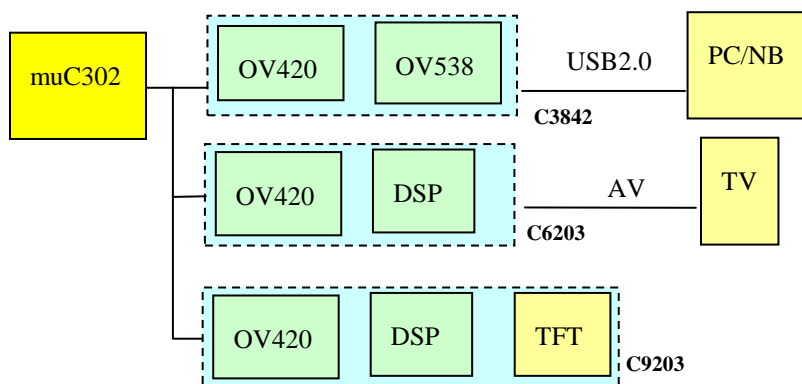 muC302
OV420
OV538
USB2.0
PC/NB
C3842
OV420
DSP
AV
TV
C6203
OV420
DSP
TFT
C9203